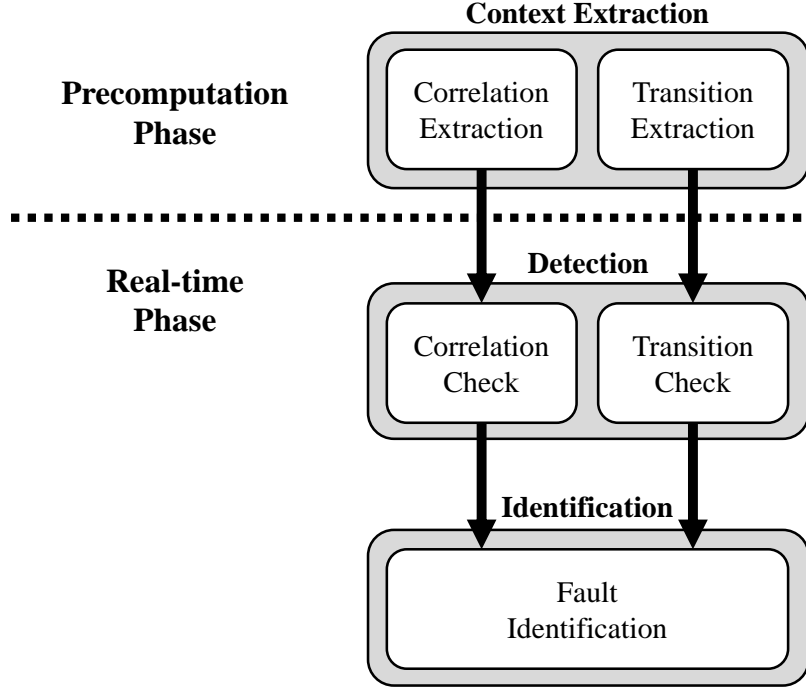 Context Extraction
Precomputation
Phase
Correlation
Extraction
Transition
Extraction
Real-time
Phase
Detection
Correlation
Check
Transition
Check
Identification
Fault
Identification